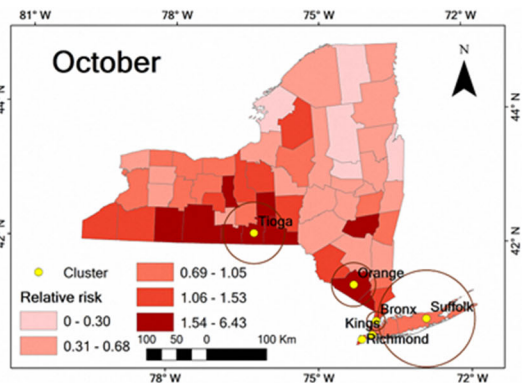 81° W 78° W 75° W 72° W
October
N
44° N
44° N
42° N
42° N
Tioga
Orange
Bronx
Suffolk
Kings
Richmond
Cluster
Relative risk
0 - 0.30
0.31 - 0.68
0.69 - 1.05
1.06 - 1.53
1.54 - 6.43
100 50 0 100 Km
78° W 75° W 72° W